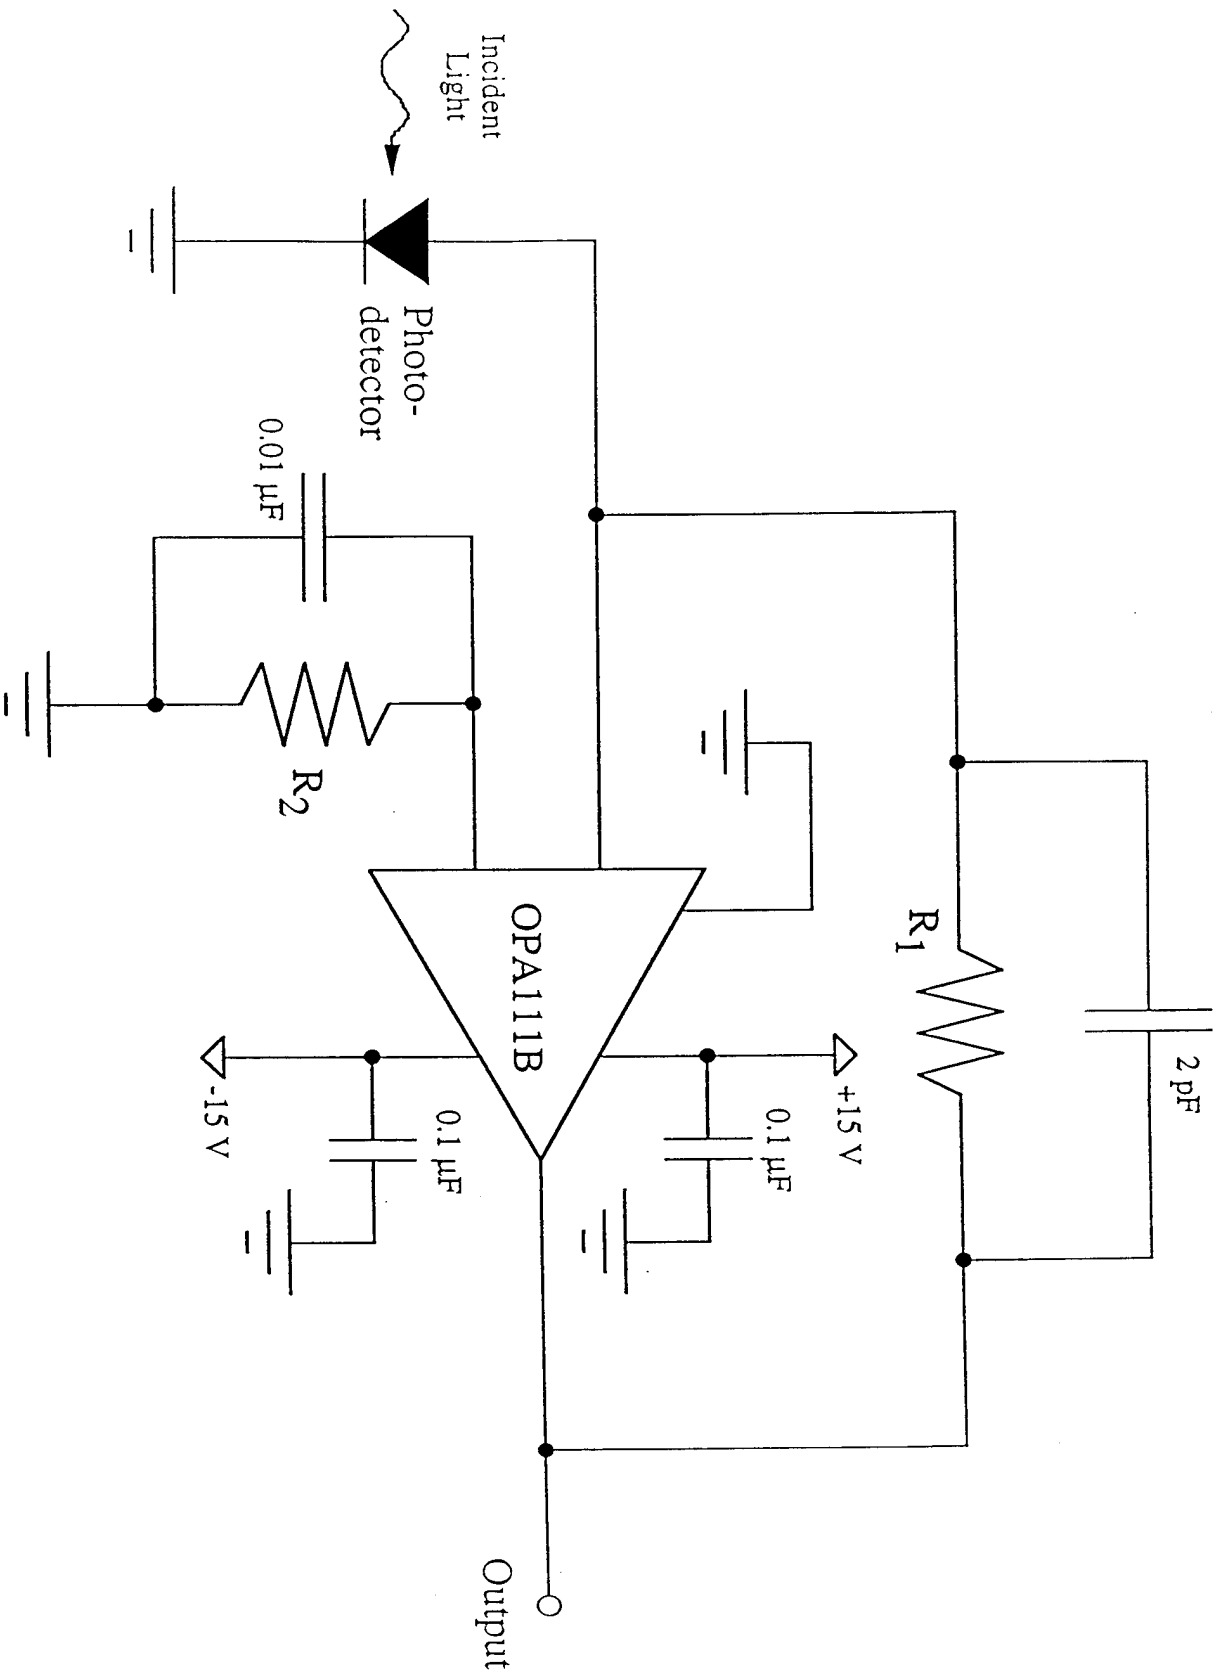 2 pF
R1
+15 V
0.1 μF
OPA111B
Output
Incident
Light
Photo-
detector
0.01 μF
R2
0.1 μF
-15 V